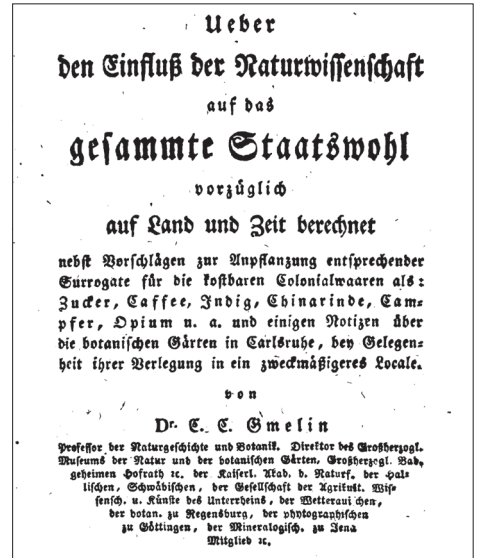 Ueber
den Einfluß der Naturwissenschaft
auf das
gesammte Staatswohl
vorzüglich
auf Land und Zeit berechnet
nebst Vorschlägen zur Anpflanzung entsprechender
Surrogate für die kostbaren Colonialwaaren als:
Zucker, Caffee, Indig, Chinarinde, Cam=
pfer, Opium u. a. und einigen Notizen über
die botanischen Gärten in Carlsruhe, bey Gelegen=
heit ihrer Verlegung in ein zweckmäßigeres Locale.
von
Dr. C. C. Gmelin
Professor der Naturgeschichte und Botanik. Direktor des Großherzogl.
Museums der Natur und der botanischen Gärten, Großherzogl. Bad.
geheimen Hofrath ꝛc. der Kaiserl. Akad. d. Naturf. der Hal=
lischen, Schwäbischen, der Gesellschaft der Agrikult. Wis=
sensch. u. Künste des Unterrheins, der Wetterauischen,
der botan. zu Regensburg, der phytographischen
zu Göttingen, der Mineralogisch. zu Jena
Mitglied ꝛc.